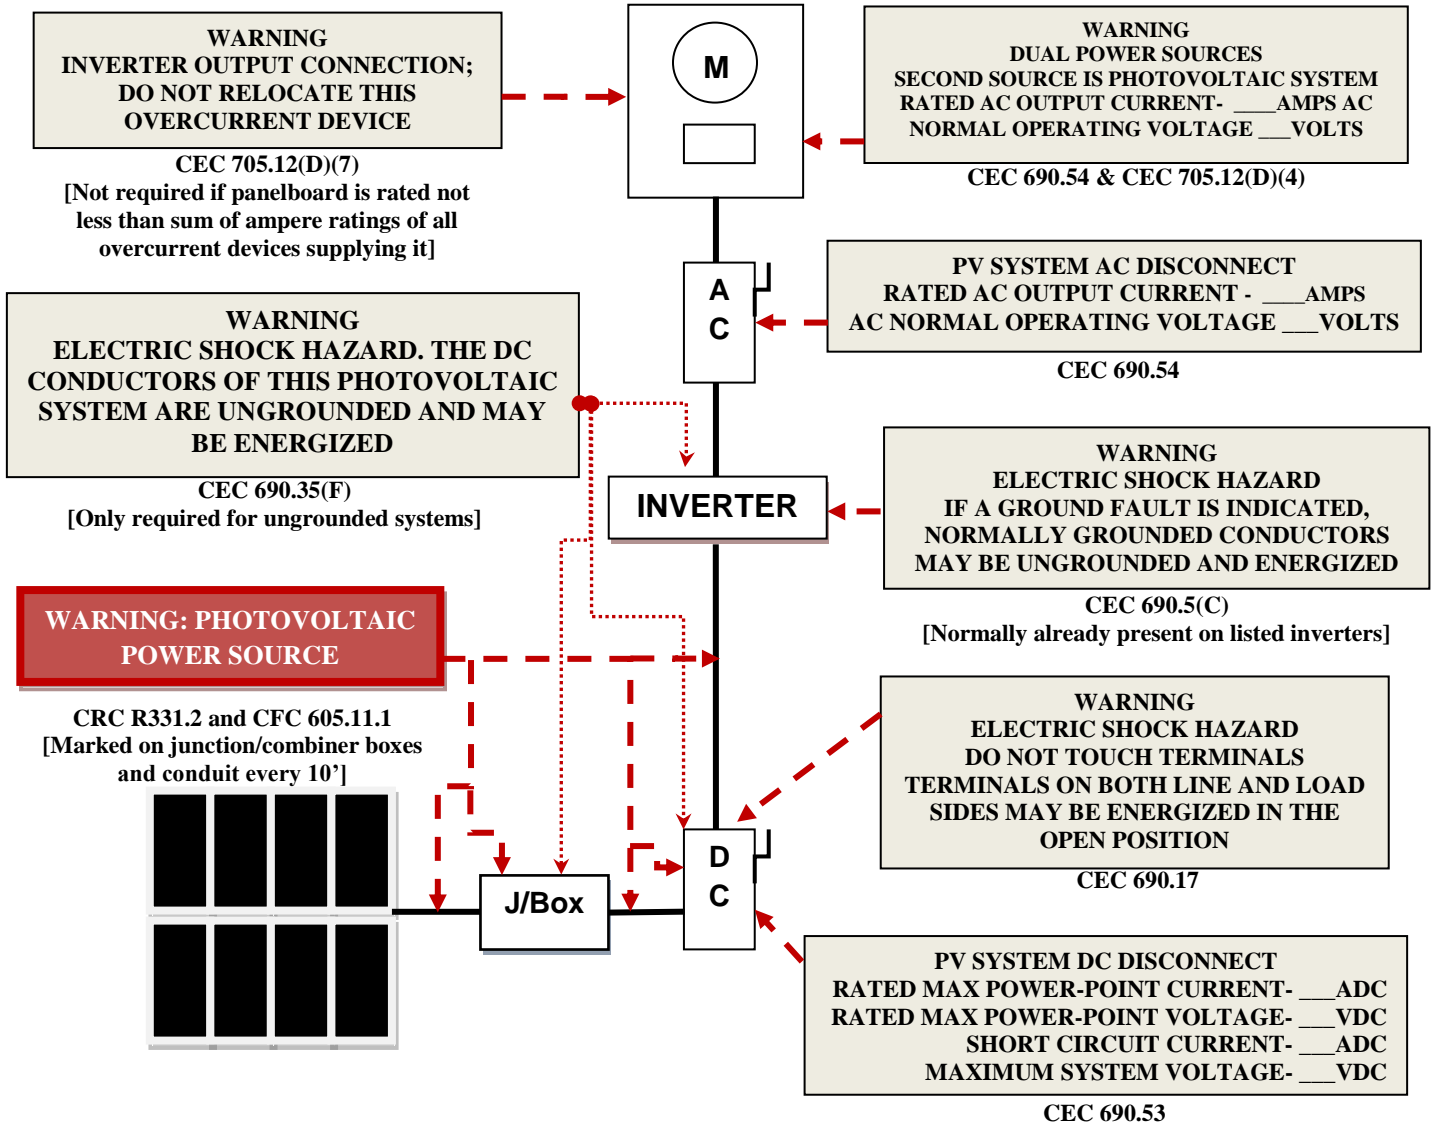 WARNING
INVERTER OUTPUT CONNECTION;
DO NOT RELOCATE THIS
OVERCURRENT DEVICE
CEC 705.12(D)(7)
[Not required if panelboard is rated not
less than sum of ampere ratings of all
overcurrent devices supplying it]
M
WARNING
DUAL POWER SOURCES
SECOND SOURCE IS PHOTOVOLTAIC SYSTEM
RATED AC OUTPUT CURRENT- ____AMPS AC
NORMAL OPERATING VOLTAGE ___VOLTS
CEC 690.54 & CEC 705.12(D)(4)
A
C
PV SYSTEM AC DISCONNECT
RATED AC OUTPUT CURRENT - ____AMPS
AC NORMAL OPERATING VOLTAGE ___VOLTS
CEC 690.54
WARNING
ELECTRIC SHOCK HAZARD. THE DC
CONDUCTORS OF THIS PHOTOVOLTAIC
SYSTEM ARE UNGROUNDED AND MAY
BE ENERGIZED
CEC 690.35(F)
[Only required for ungrounded systems]
INVERTER
WARNING
ELECTRIC SHOCK HAZARD
IF A GROUND FAULT IS INDICATED,
NORMALLY GROUNDED CONDUCTORS
MAY BE UNGROUNDED AND ENERGIZED
CEC 690.5(C)
[Normally already present on listed inverters]
WARNING: PHOTOVOLTAIC
POWER SOURCE
CRC R331.2 and CFC 605.11.1
[Marked on junction/combiner boxes
and conduit every 10’]
WARNING
ELECTRIC SHOCK HAZARD
DO NOT TOUCH TERMINALS
TERMINALS ON BOTH LINE AND LOAD
SIDES MAY BE ENERGIZED IN THE
OPEN POSITION
CEC 690.17
J/Box
D
C
PV SYSTEM DC DISCONNECT
RATED MAX POWER-POINT CURRENT- ___ADC
RATED MAX POWER-POINT VOLTAGE- ___VDC
SHORT CIRCUIT CURRENT- ___ADC
MAXIMUM SYSTEM VOLTAGE- ___VDC
CEC 690.53